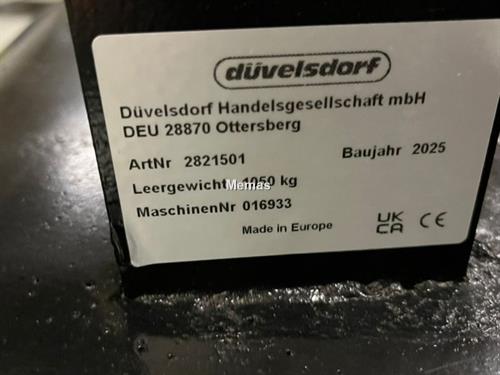 düvelsdorf
Düvelsdorf Handelsgesellschaft mbH
DEU 28870 Ottersberg
ArtNr 2821501
Baujahr 2025
Leergewicht 1050 kg
Memas
MaschinenNr 016933
Made in Europe
UK
CA
CE